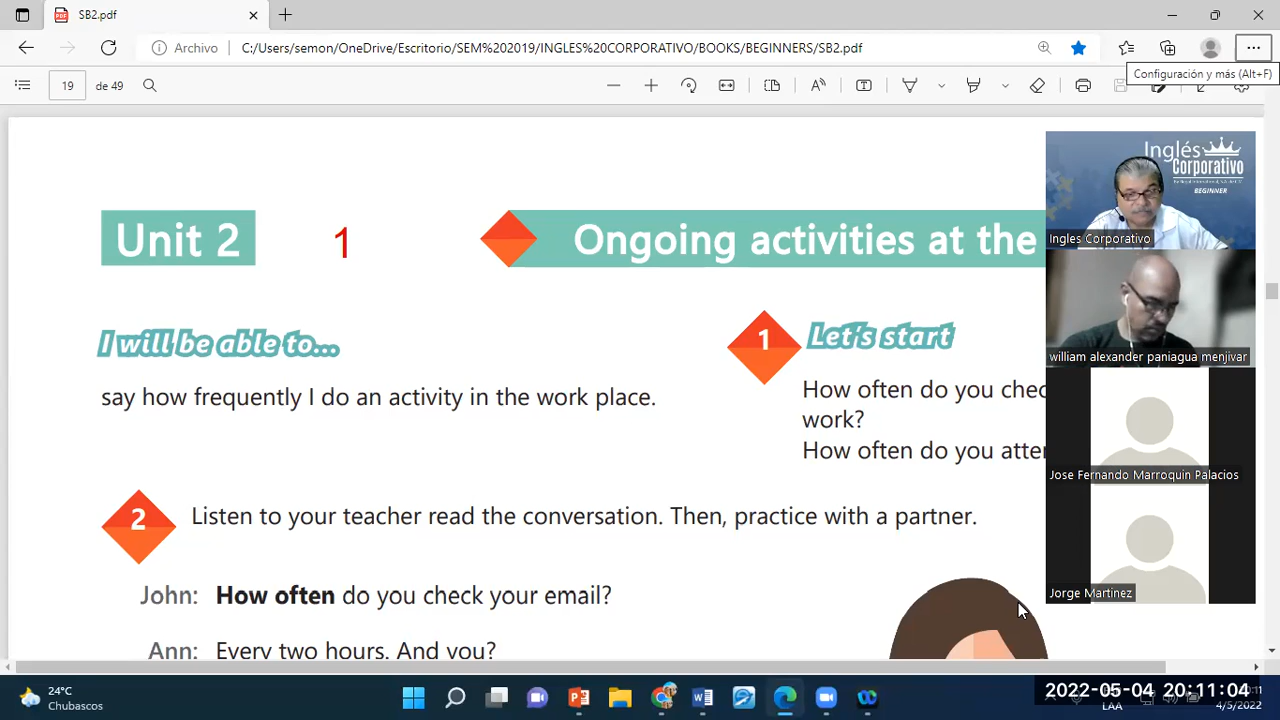 SB2.pdf
Archivo
C:/Users/semon/OneDrive/Escritorio/SEM%202019/INGLES%20CORPORATIVO/BOOKS/BEGINNERS/SB2.pdf
Configuración y más (Alt+F)
19 de 49
Unit 2
1
Ongoing activities at the
I will be able to...
say how frequently I do an activity in the work place.
1
Let's start
How often do you chec
work?
How often do you atter
2
Listen to your teacher read the conversation. Then, practice with a partner.
John: How often do you check your email?
Ann: Every two hours. And you?
Inglés
Corporativo
BEGINNER
Ingles Corporativo
william alexander paniagua menjivar
Jose Fernando Marroquin Palacios
Jorge Martinez
24°C
Chubascos
2022-05-04 20:11:04
LAA
4/5/2022